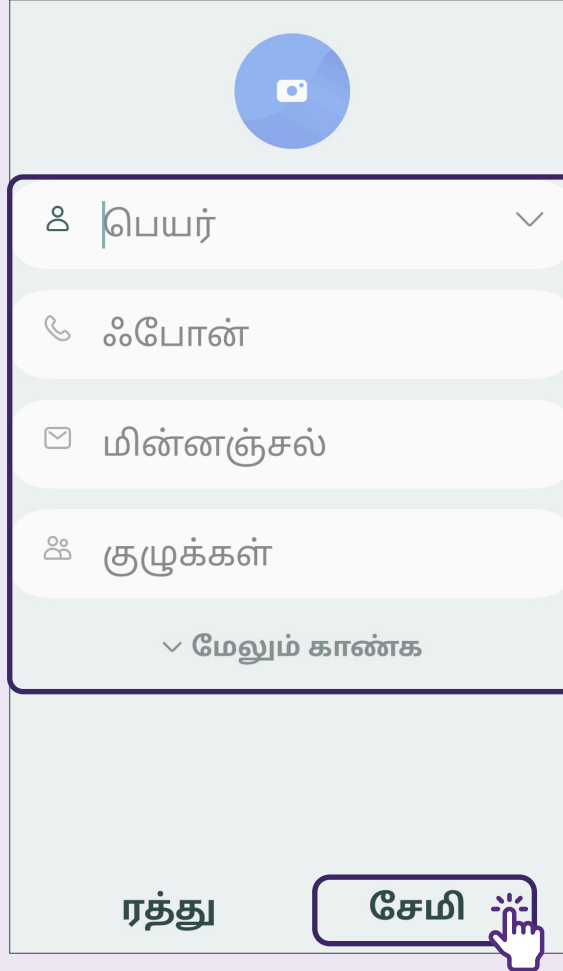 பெயர்
ஃபோன்
மின்னஞ்சல்
குழுக்கள்
மேலும் காண்க
ரத்து சேமி